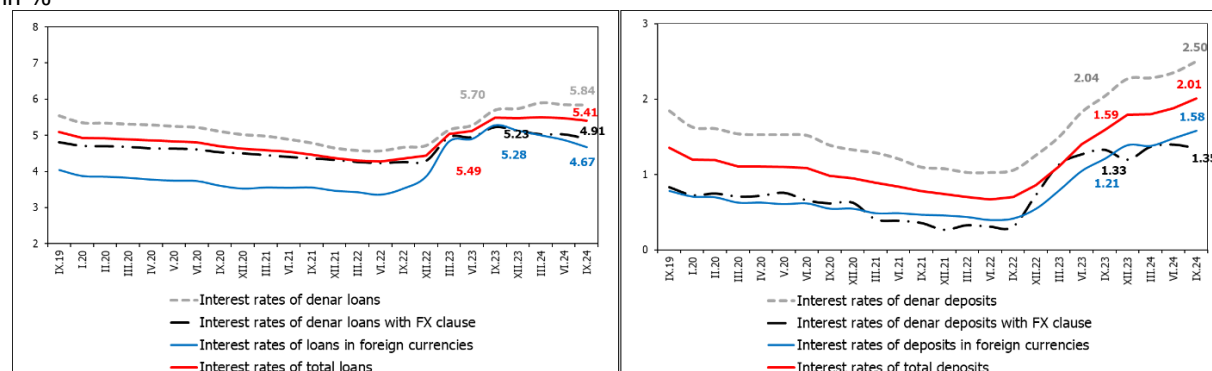 in %
8
7
6
5
4
3
2
5.70
5.84
5.41
5.23
4.91
5.28
4.67
5.49
IX.19
I.20
II.20
III.20
IV.20
V.20
VI.20
IX.20
XII.20
III.21
VI.21
IX.21
XII.21
III.22
VI.22
IX.22
XII.22
III.23
VI.23
IX.23
XII.23
III.24
VI.24
IX.24
Interest rates of denar loans
Interest rates of denar loans with FX clause
Interest rates of loans in foreign currencies
Interest rates of total loans
3
2
1
0
2.50
2.04
2.01
1.59
1.58
1.33
1.35
1.21
IX.19
I.20
II.20
III.20
IV.20
V.20
VI.20
IX.20
XII.20
III.21
VI.21
IX.21
XII.21
III.22
VI.22
IX.22
XII.22
III.23
VI.23
IX.23
XII.23
III.24
VI.24
IX.24
Interest rates of denar deposits
Interest rates of denar deposits with FX clause
Interest rates of deposits in foreign currencies
Interest rates of total deposits